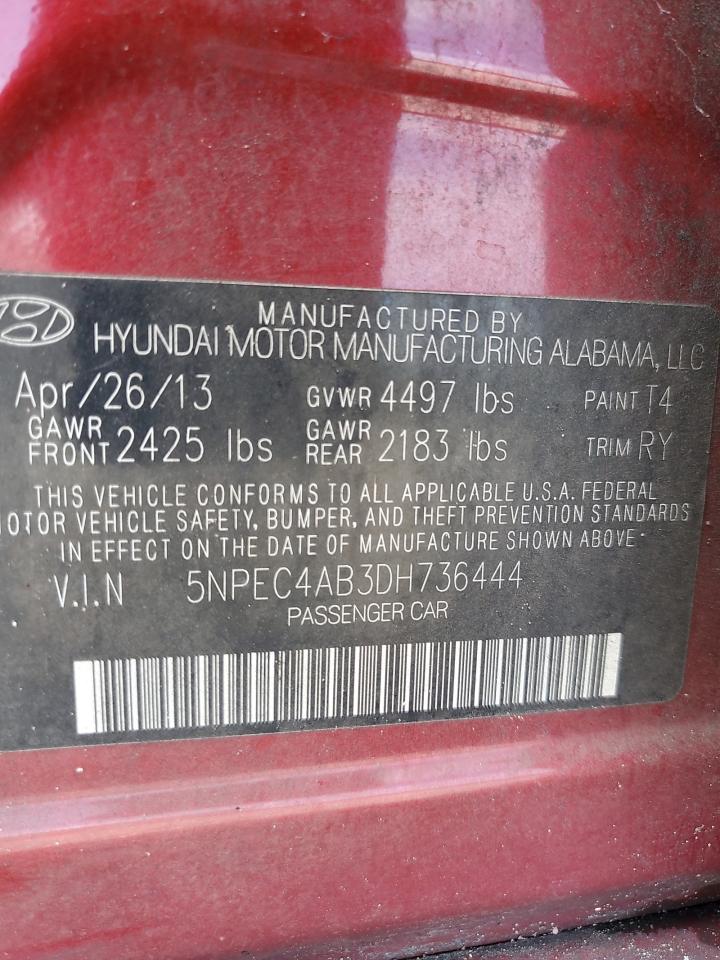 MANUFACTURED BY
HYUNDAI MOTOR MANUFACTURING ALABAMA, LLC
Apr/26/13 GVWR 4497 lbs PAINT T4
GAWR FRONT 2425 lbs GAWR REAR 2183 lbs TRIM RY
THIS VEHICLE CONFORMS TO ALL APPLICABLE U.S.A. FEDERAL
MOTOR VEHICLE SAFETY, BUMPER, AND THEFT PREVENTION STANDARDS
IN EFFECT ON THE DATE OF MANUFACTURE SHOWN ABOVE
V.I.N 5NPEC4AB3DH736444
PASSENGER CAR